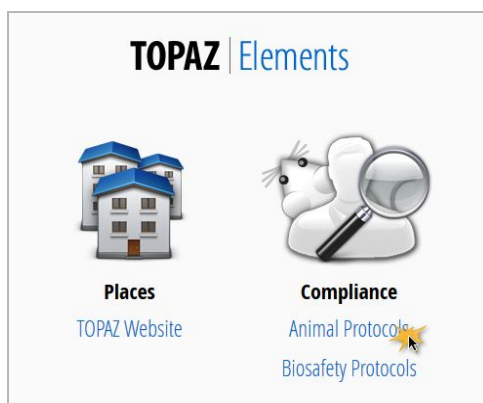 TOPAZ | Elements
Places
TOPAZ Website
Compliance
Animal Protocols
Biosafety Protocols